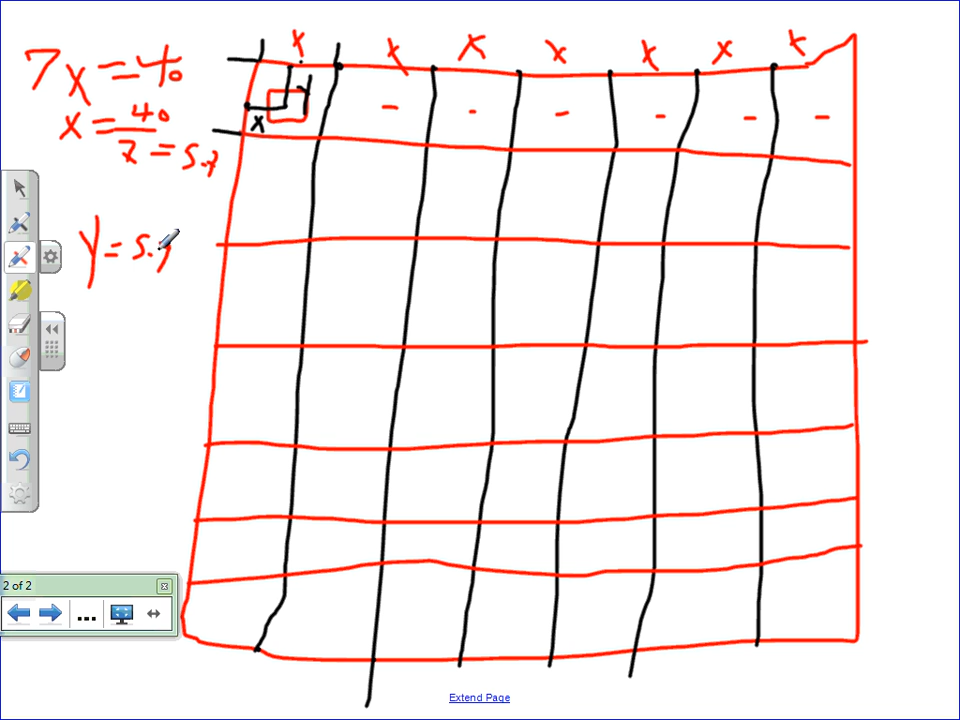 7x = 40
x = 40
7 = 5.7
y = 5.7
x x x x x x x
x
- - - - - -
2 of 2
...
Extend Page